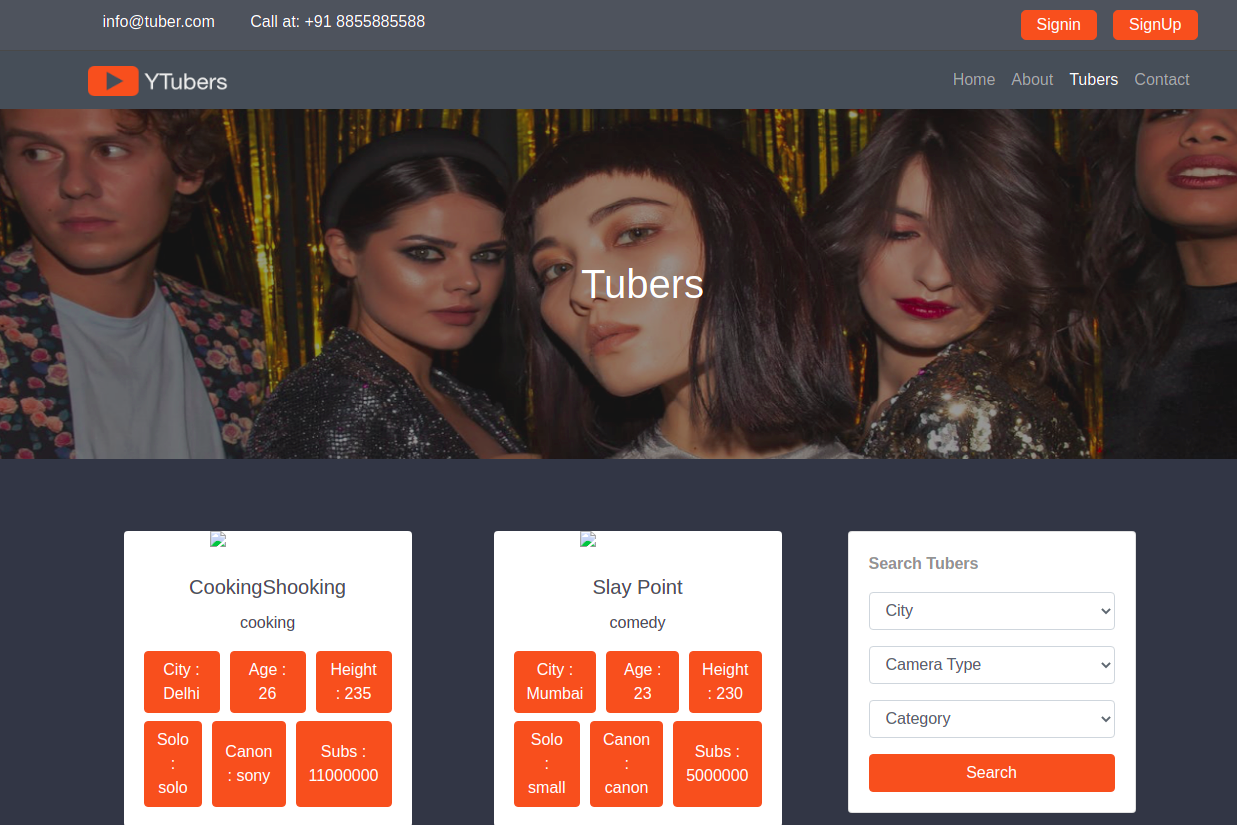 info@tuber.com Call at: +91 8855885588 Signin SignUp
YTubers Home About Tubers Contact
Tubers
CookingShooking
cooking
City :
Delhi
Age :
26
Height
: 235
Solo
:
solo
Canon
: sony
Subs :
11000000
Slay Point
comedy
City :
Mumbai
Age :
23
Height
: 230
Solo
:
small
Canon
:
canon
Subs :
5000000
Search Tubers
City
Camera Type
Category
Search